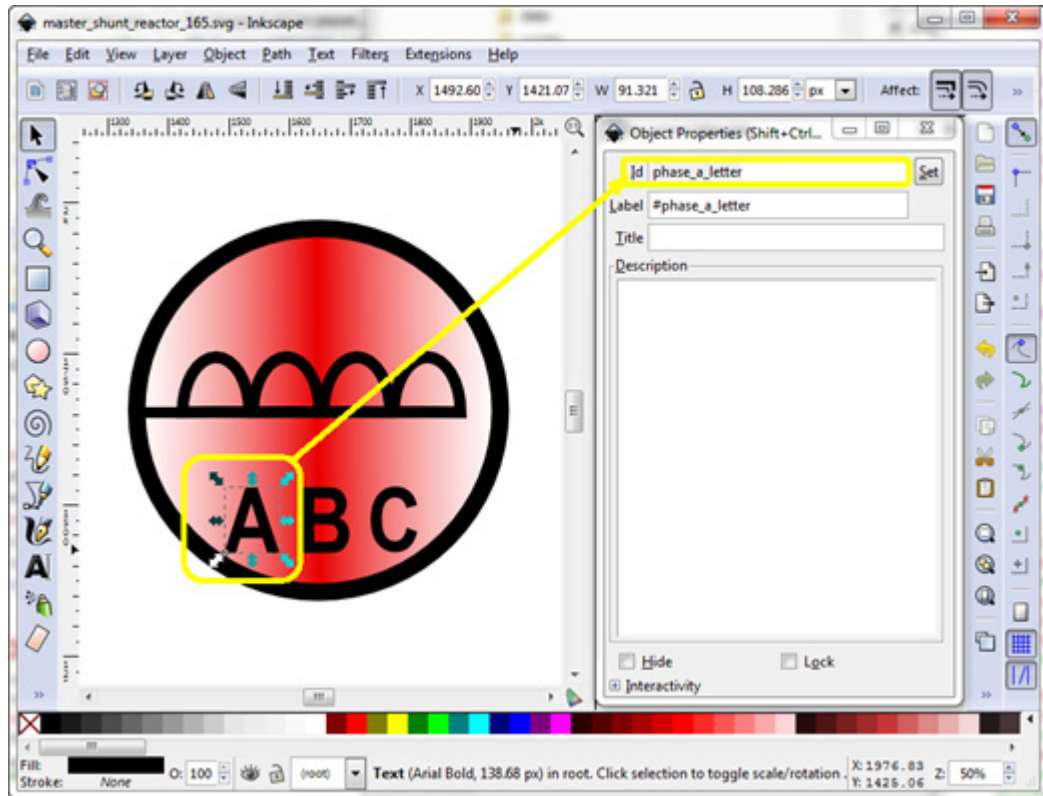 master_shunt_reactor_165.svg - Inkscape
File Edit View Layer Object Path Text Filters Extensions Help
X 1492.60 Y 1421.07 W 91.321 H 108.286 px Affect:
Object Properties (Shift+Ctrl...
Id phase_a_letter Set
Label #phase_a_letter
Title
Description
A B C
Hide Lock
Interactivity
Fill:
Stroke: None
O: 100 (root) Text (Arial Bold, 138.68 px) in root. Click selection to toggle scale/rotation .
X:1976.83
Y:1425.06
Z: 50%